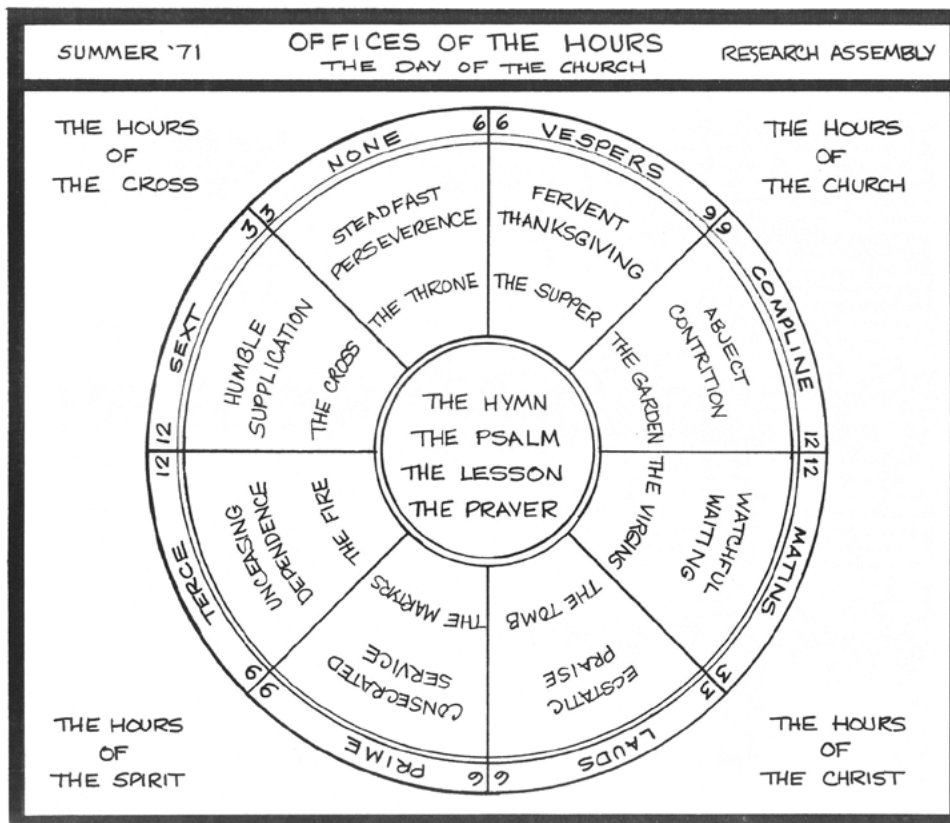 SUMMER '71
OFFICES OF THE HOURS
THE DAY OF THE CHURCH
RESEARCH ASSEMBLY
THE HOURS
OF
THE CROSS
THE HOURS
OF
THE CHURCH
6 VESPERS 9
FERVENT
THANKSGIVING
THE SUPPER
9 COMPLINE 12
ABJECT
CONTRITION
THE GARDEN
12 MATINS 3
WATCHFUL
WAITING
THE VIRGINS
3 LAUDS 6
ECSTATIC
PRAISE
THE TOMB
6 PRIME 9
CONSECRATED
SERVICE
THE MARTYRS
9 TERCE 12
UNCEASING
DEPENDENCE
THE FIRE
12 SEXT 3
HUMBLE
SUPPLICATION
THE CROSS
3 NONE 6
STEADFAST
PERSEVERENCE
THE THRONE
THE HYMN
THE PSALM
THE LESSON
THE PRAYER
THE HOURS
OF
THE SPIRIT
THE HOURS
OF
THE CHRIST